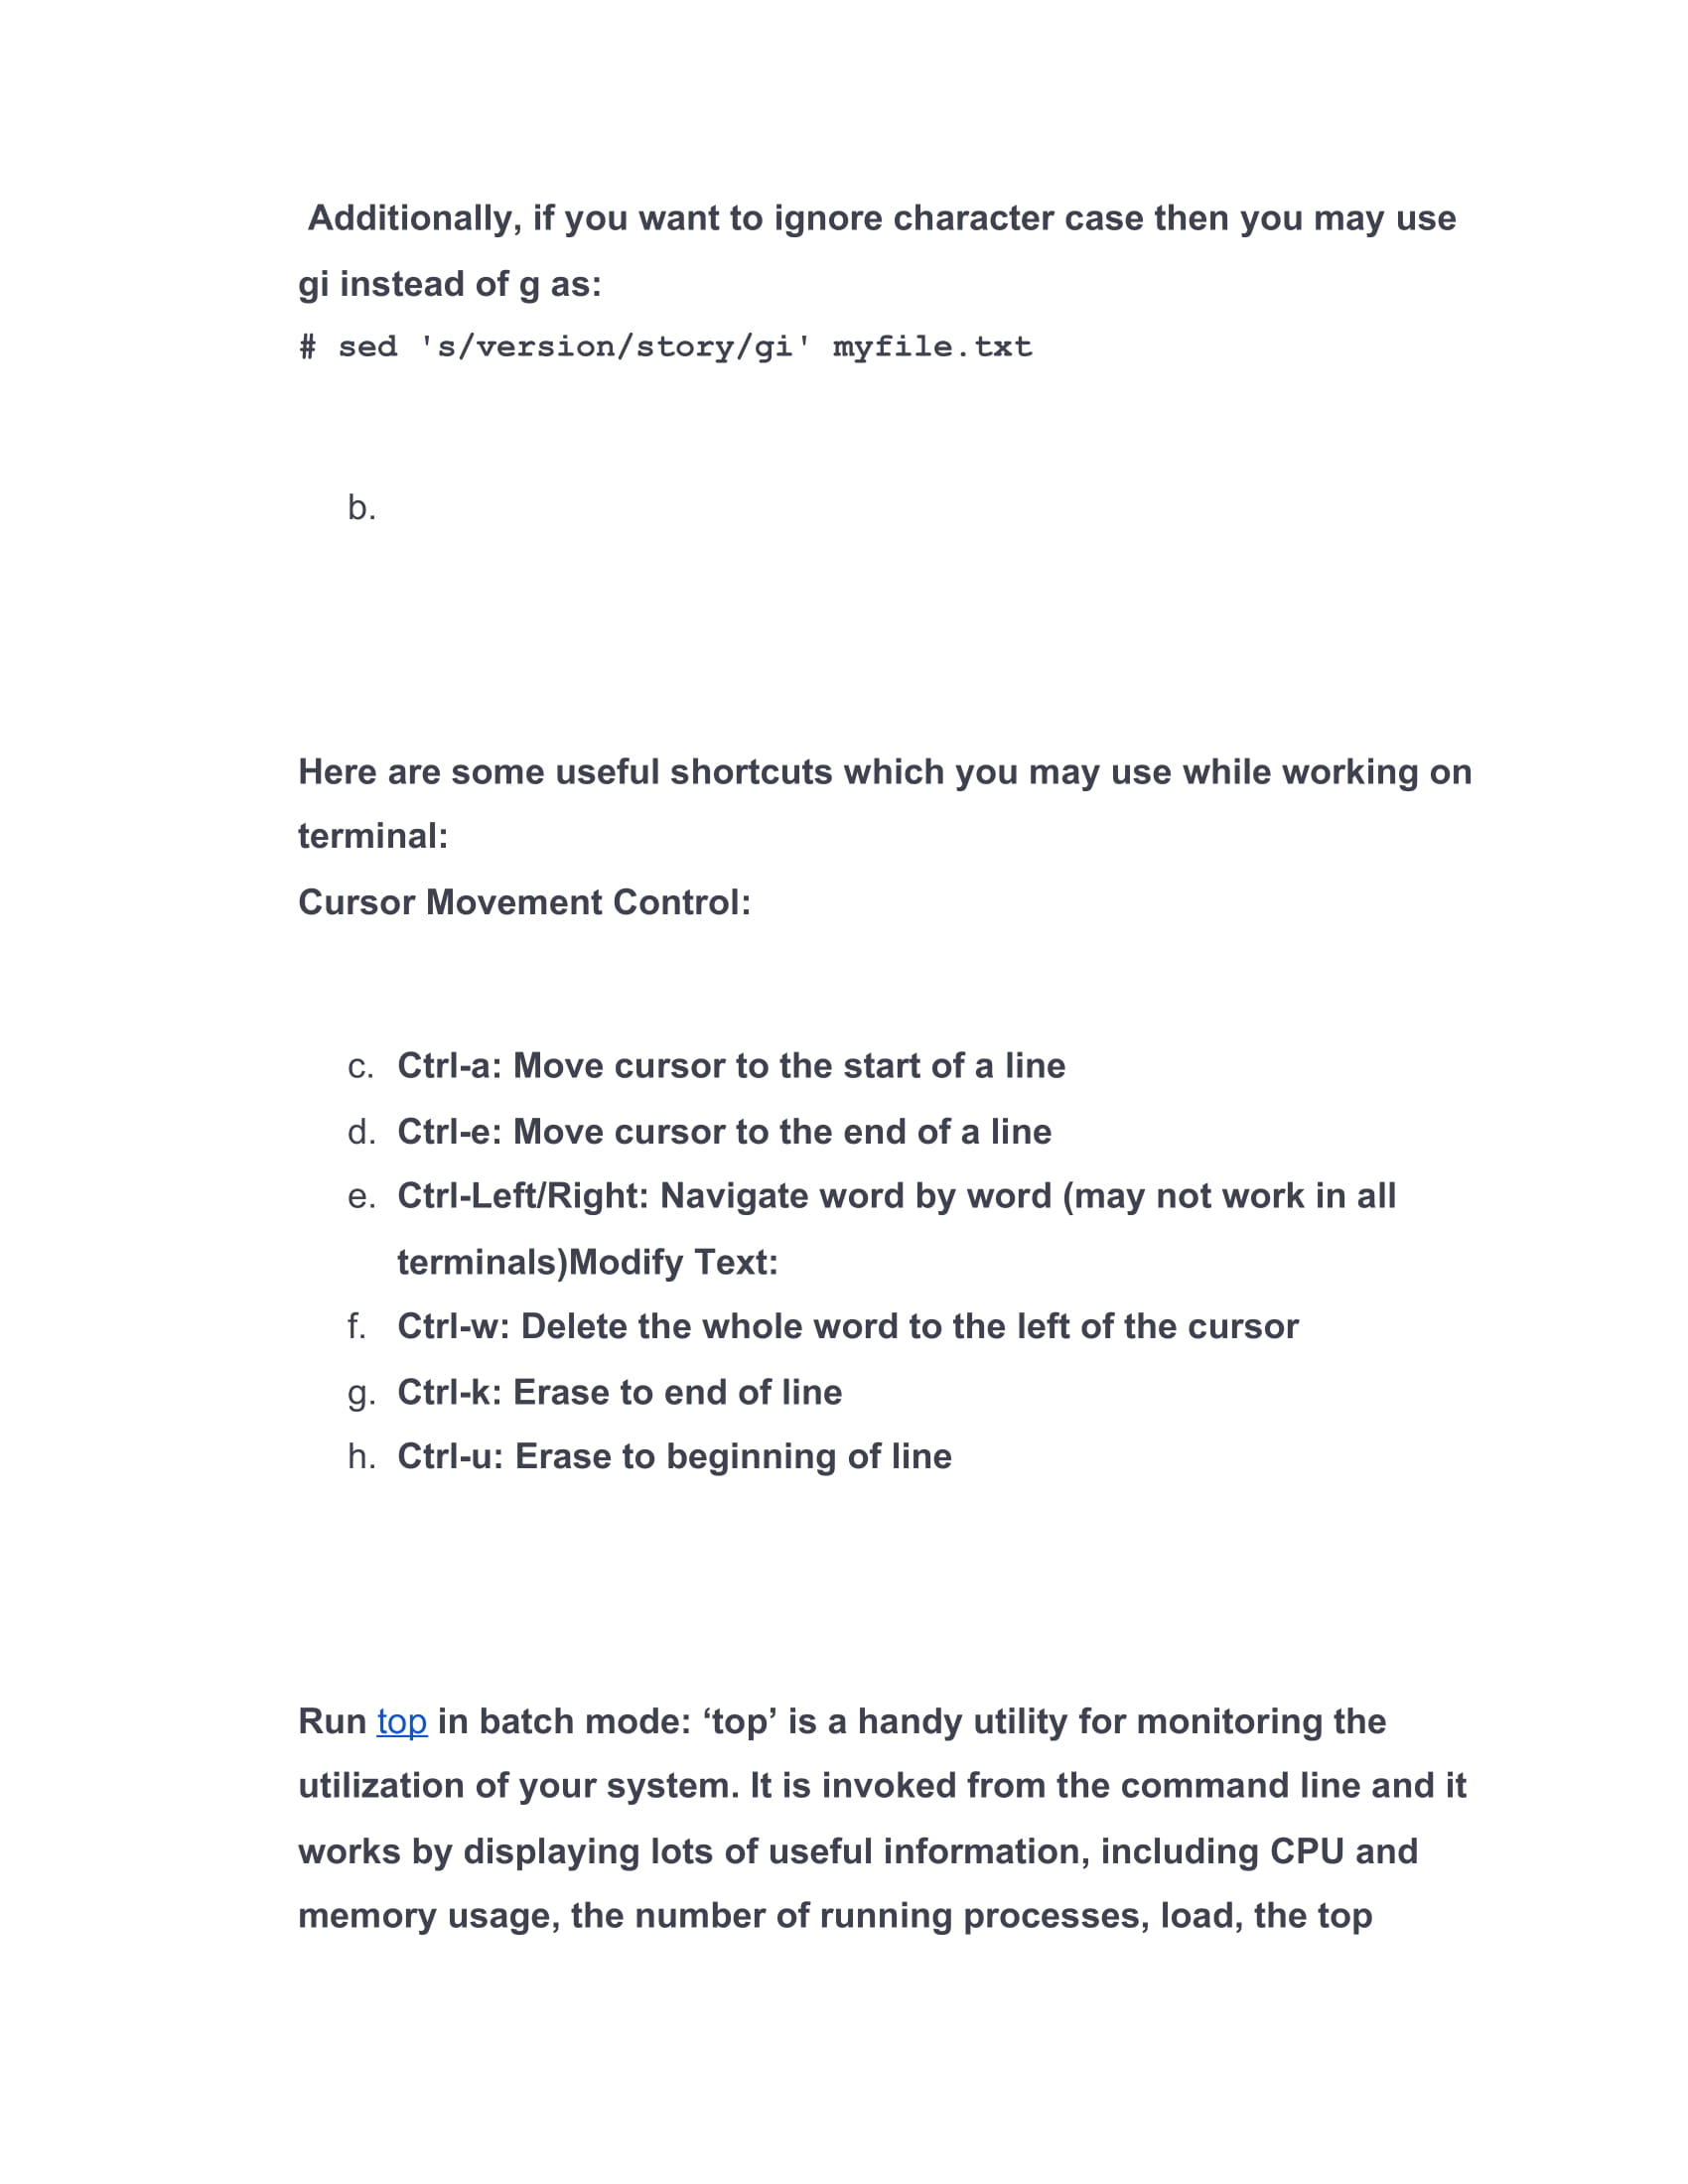 Additionally, if you want to ignore character case then you may use
gi instead of g as:
# sed 's/version/story/gi' myfile.txt
b.
Here are some useful shortcuts which you may use while working on
terminal:
Cursor Movement Control:
c. Ctrl-a: Move cursor to the start of a line
d. Ctrl-e: Move cursor to the end of a line
e. Ctrl-Left/Right: Navigate word by word (may not work in all
terminals)Modify Text:
f. Ctrl-w: Delete the whole word to the left of the cursor
g. Ctrl-k: Erase to end of line
h. Ctrl-u: Erase to beginning of line
Run top in batch mode: ‘top’ is a handy utility for monitoring the
utilization of your system. It is invoked from the command line and it
works by displaying lots of useful information, including CPU and
memory usage, the number of running processes, load, the top